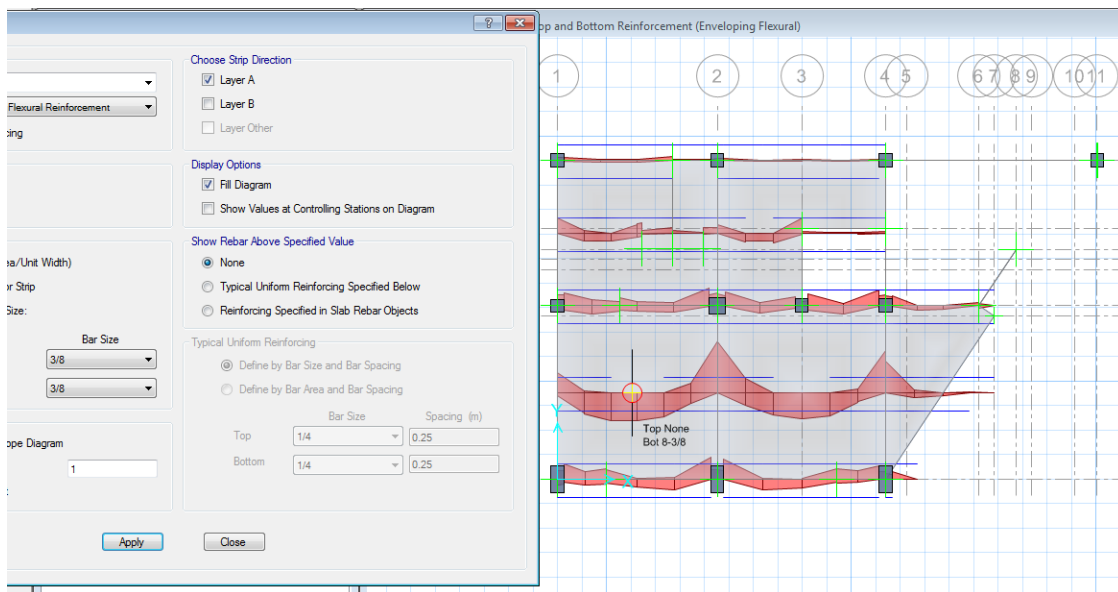 op and Bottom Reinforcement (Enveloping Flexural)
Choose Strip Direction
Layer A
Layer B
Layer Other
Flexural Reinforcement
Display Options
Fill Diagram
Show Values at Controlling Stations on Diagram
Show Rebar Above Specified Value
None
Typical Uniform Reinforcing Specified Below
Reinforcing Specified in Slab Rebar Objects
ea/Unit Width)
or Strip
Size:
Bar Size
3/8
3/8
Typical Uniform Reinforcing
Define by Bar Size and Bar Spacing
Define by Bar Area and Bar Spacing
Bar Size Spacing (m)
Top 1/4 0.25
Bottom 1/4 0.25
ope Diagram
1
Apply Close
1 2 3 4 5 6 7 8 9 10 11
Y
X
Top None
Bot 8-3/8